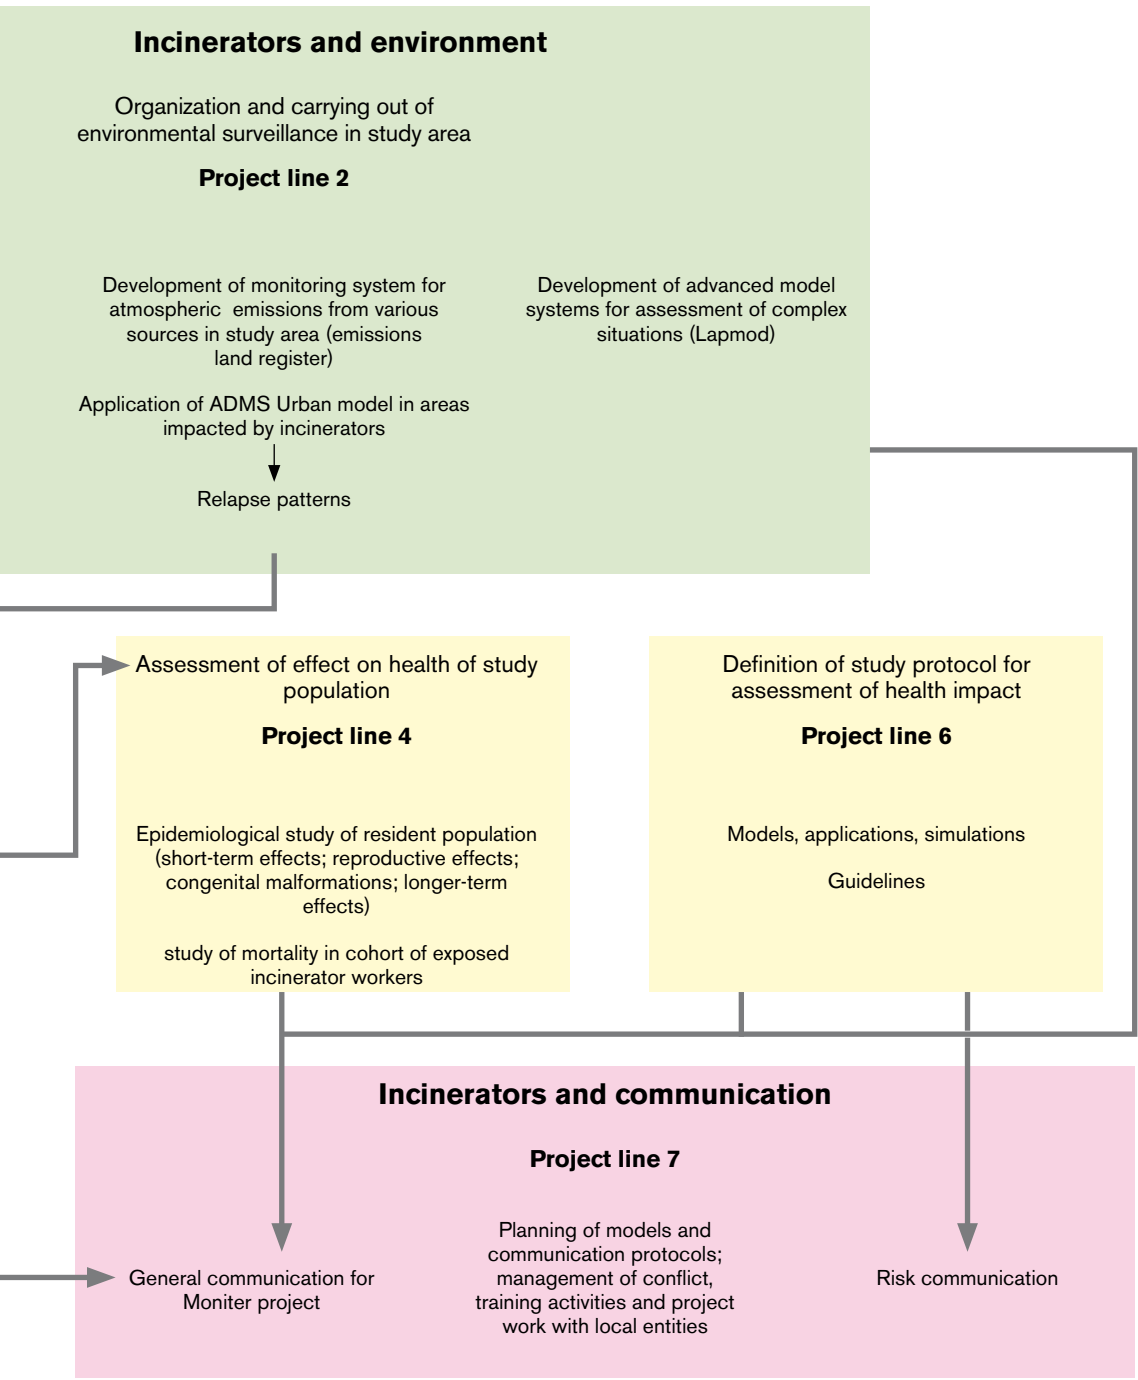 Incinerators and environment
Organization and carrying out of
environmental surveillance in study area
Project line 2
Development of monitoring system for
atmospheric emissions from various
sources in study area (emissions
land register)
Application of ADMS Urban model in areas
impacted by incinerators
Relapse patterns
Development of advanced model
systems for assessment of complex
situations (Lapmod)
Assessment of effect on health of study
population
Project line 4
Epidemiological study of resident population
(short-term effects; reproductive effects;
congenital malformations; longer-term
effects)
study of mortality in cohort of exposed
incinerator workers
Definition of study protocol for
assessment of health impact
Project line 6
Models, applications, simulations
Guidelines
Incinerators and communication
Project line 7
General communication for
Moniter project
Planning of models and
communication protocols;
management of conflict,
training activities and project
work with local entities
Risk communication